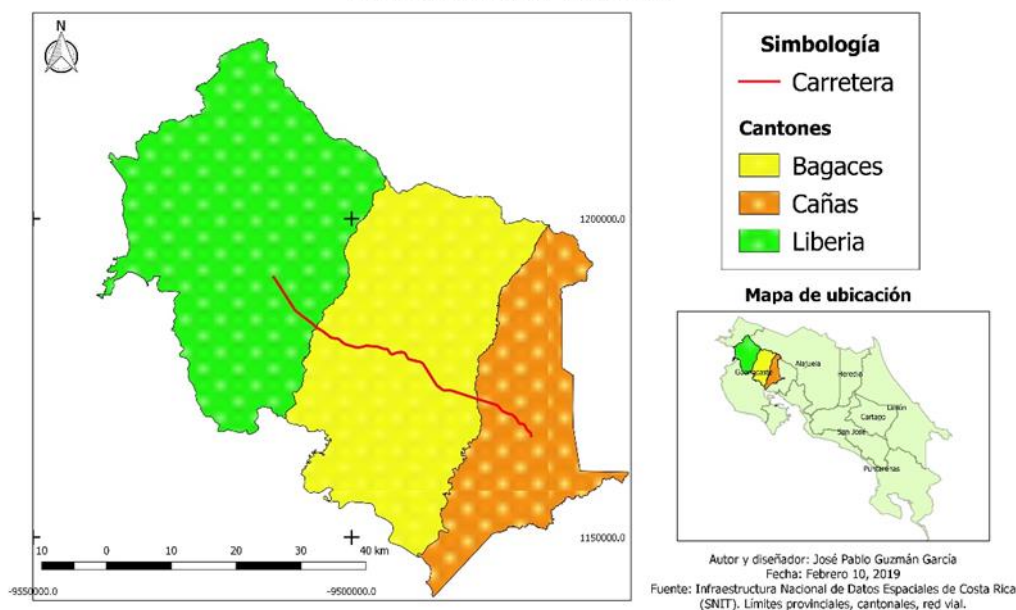 N
1200000.0
1150000.0
10 0 10 20 30 40 km
-9550000.0
-9500000.0
Simbología
Carretera
Cantones
Bagaces
Cañas
Liberia
Mapa de ubicación
Guanacaste
Alajuela
Heredia
Limón
Cartago
San José
Puntarenas
Autor y diseñador: José Pablo Guzmán García
Fecha: Febrero 10, 2019
Fuente: Infraestructura Nacional de Datos Espaciales de Costa Rica
(SNIT). Limites provinciales, cantonales, red vial.